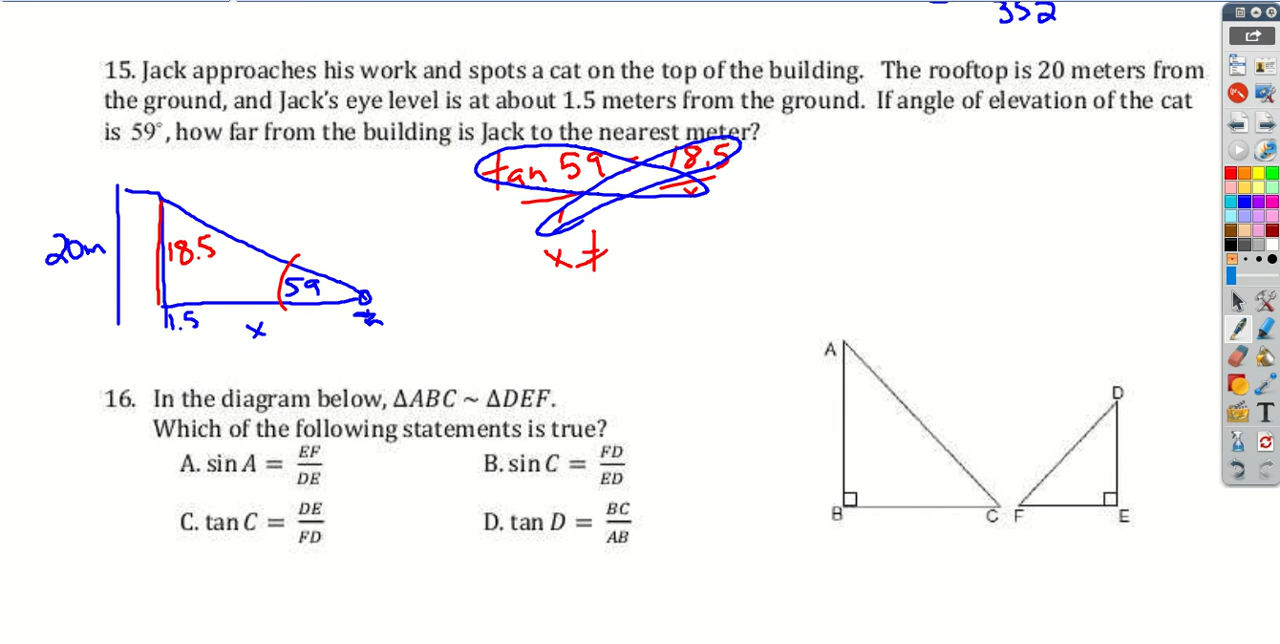 352
15. Jack approaches his work and spots a cat on the top of the building. The rooftop is 20 meters from
the ground, and Jack's eye level is at about 1.5 meters from the ground. If angle of elevation of the cat
is 59°, how far from the building is Jack to the nearest meter?
tan 59 = 18.5
1 x
x =
20m
18.5
59
1.5
x
16. In the diagram below, ΔABC ~ ΔDEF.
Which of the following statements is true?
A. sin A = EF/DE
B. sin C = FD/ED
C. tan C = DE/FD
D. tan D = BC/AB
A
B
C
D
F
E
T